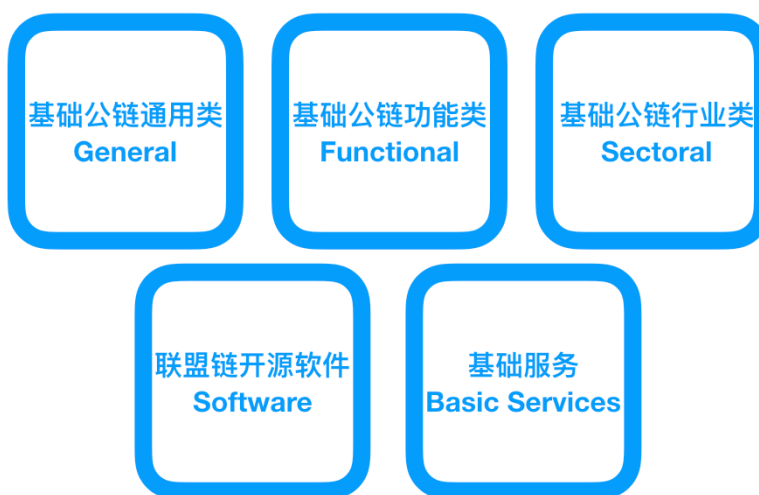 基础公链通用类
General
基础公链功能类
Functional
基础公链行业类
Sectoral
联盟链开源软件
Software
基础服务
Basic Services